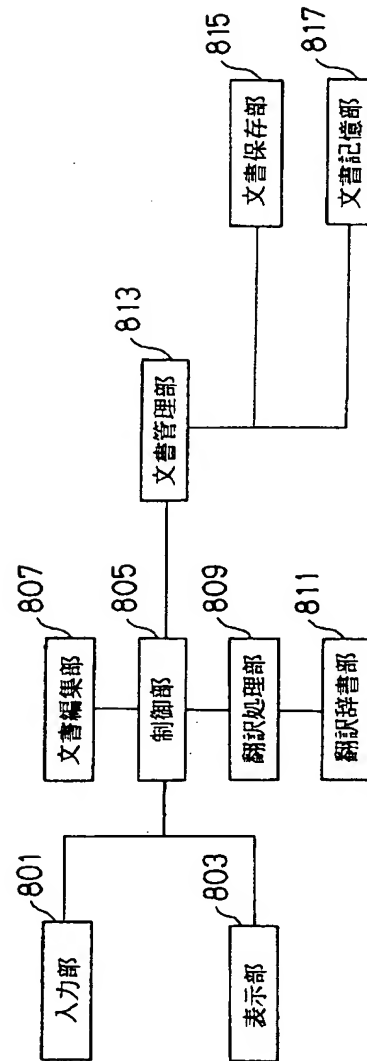 801
入力部
803
表示部
807
文書編集部
805
制御部
809
翻訳処理部
811
翻訳辞書部
813
文書管理部
815
文書保存部
817
文書記憶部